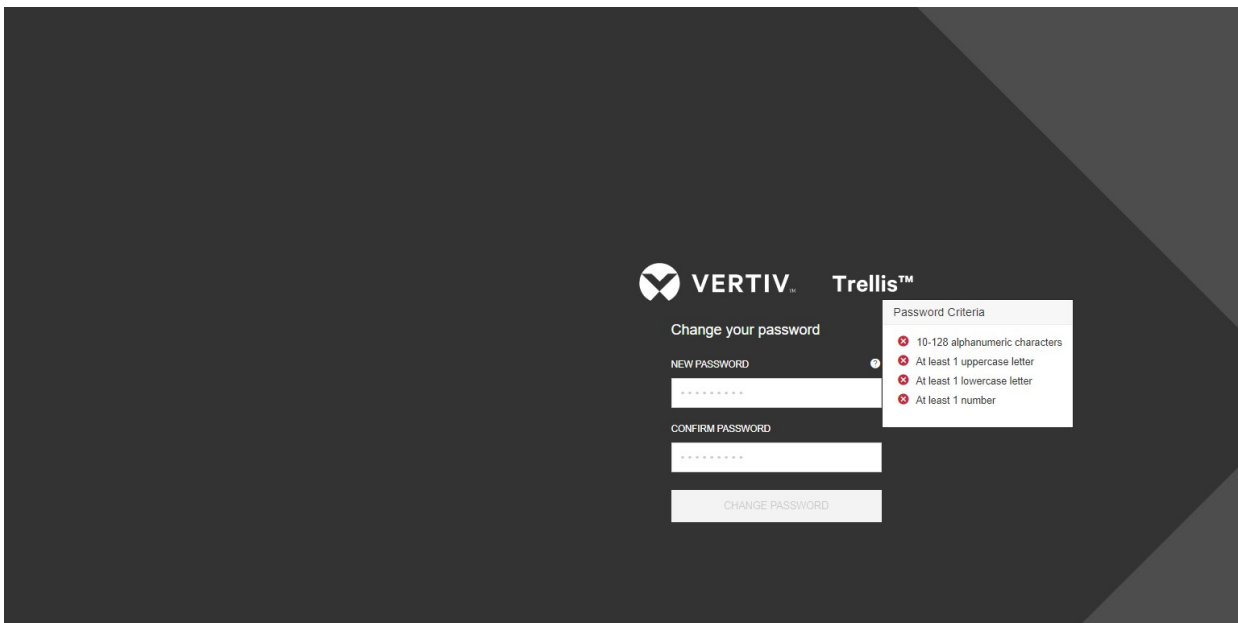 VERTIV™ Trellis™
Change your password
NEW PASSWORD ?
•••••••••
CONFIRM PASSWORD
•••••••••
CHANGE PASSWORD
Password Criteria
10-128 alphanumeric characters
At least 1 uppercase letter
At least 1 lowercase letter
At least 1 number